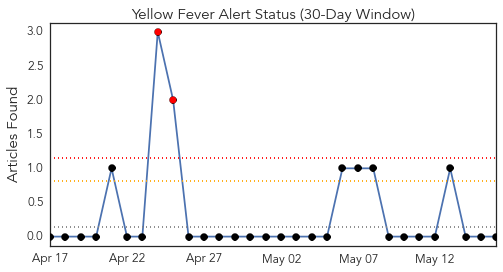 Yellow Fever Alert Status (30-Day Window)
Articles Found
3.0
2.5
2.0
1.5
1.0
0.5
0.0
Apr 17
Apr 22
Apr 27
May 02
May 07
May 12